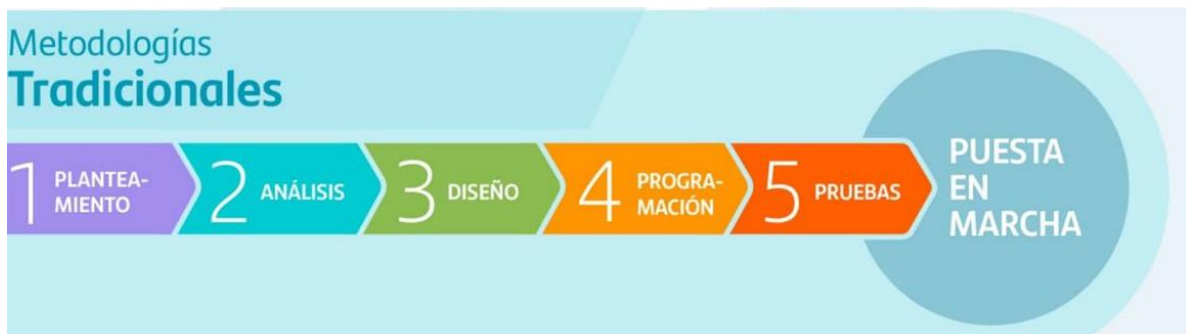 Metodologías
Tradicionales
1 PLANTEA-
MIENTO
2 ANÁLISIS
3 DISEÑO
4 PROGRA-
MACIÓN
5 PRUEBAS
PUESTA
EN
MARCHA